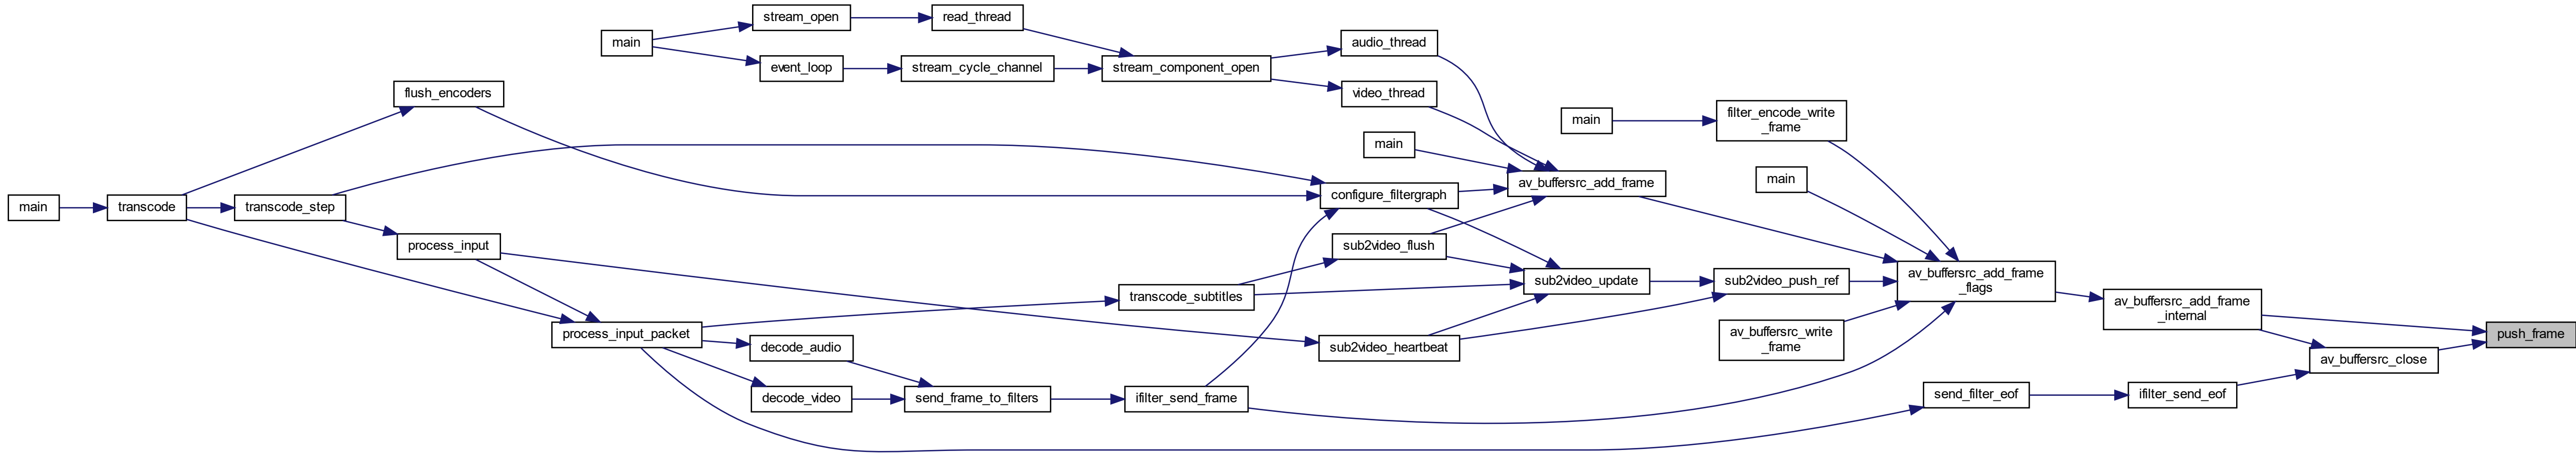 main
transcode
flush_encoders
transcode_step
process_input
process_input_packet
main
stream_open
event_loop
decode_audio
decode_video
read_thread
stream_cycle_channel
send_frame_to_filters
stream_component_open
transcode_subtitles
ifilter_send_frame
audio_thread
video_thread
main
configure_filtergraph
sub2video_flush
sub2video_heartbeat
av_buffersrc_add_frame
sub2video_update
main
filter_encode_write
_frame
main
sub2video_push_ref
av_buffersrc_write
_frame
av_buffersrc_add_frame
_flags
send_filter_eof
av_buffersrc_add_frame
_internal
ifilter_send_eof
av_buffersrc_close
push_frame